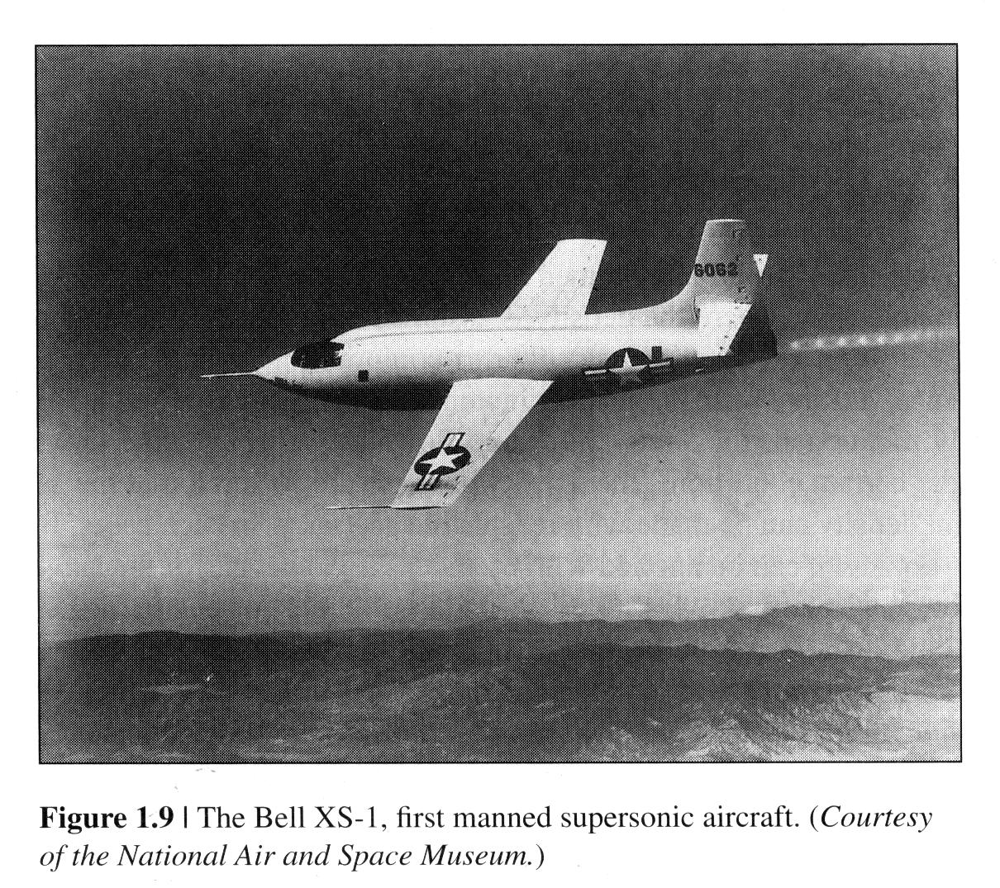 6062
Figure 1.9 | The Bell XS-1, first manned supersonic aircraft. (Courtesy
of the National Air and Space Museum.)